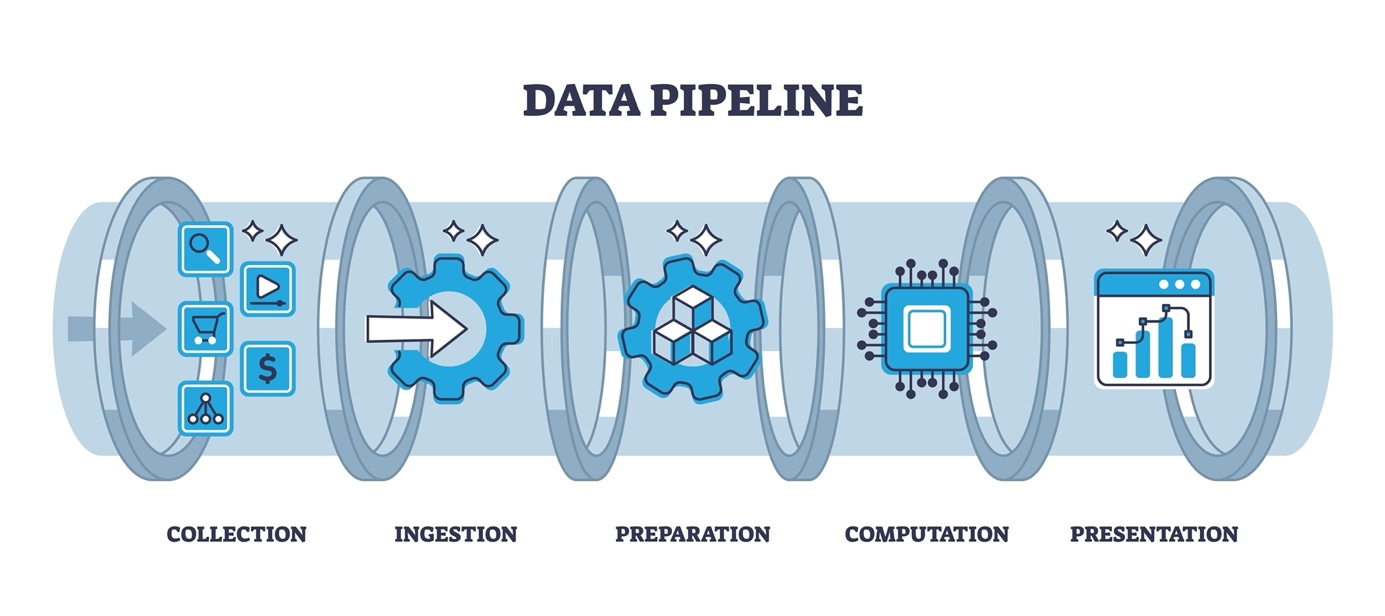 DATA PIPELINE
$
COLLECTION
INGESTION
PREPARATION
COMPUTATION
PRESENTATION